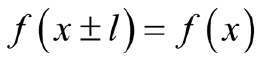 f(x ± l) = f(x)